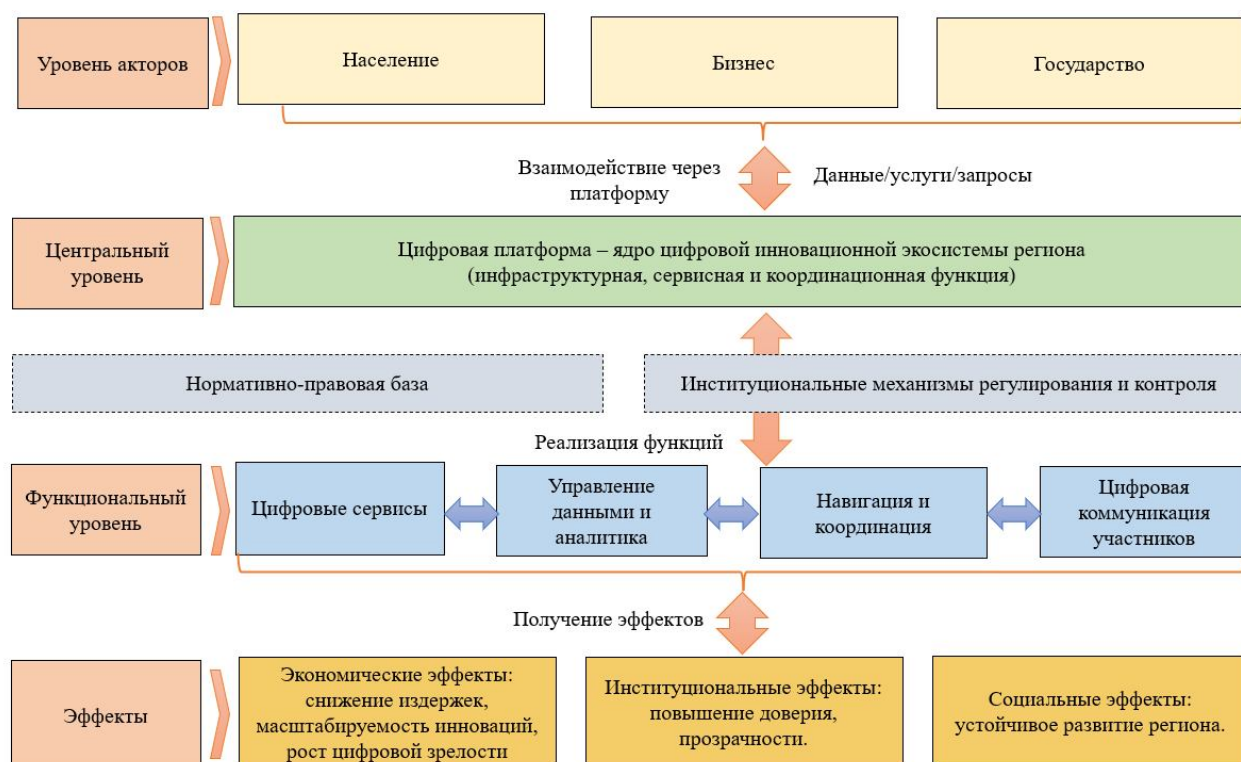 Уровень акторов
Население
Бизнес
Государство
Взаимодействие через
платформу
Данные/услуги/запросы
Центральный
уровень
Цифровая платформа – ядро цифровой инновационной экосистемы региона
(инфраструктурная, сервисная и координационная функция)
Нормативно-правовая база
Институциональные механизмы регулирования и контроля
Реализация функций
Функциональный
уровень
Цифровые сервисы
Управление
данными и
аналитика
Навигация и
координация
Цифровая
коммуникация
участников
Получение эффектов
Эффекты
Экономические эффекты:
снижение издержек,
масштабируемость инноваций,
рост цифровой зрелости
Институциональные эффекты:
повышение доверия,
прозрачности.
Социальные эффекты:
устойчивое развитие региона.